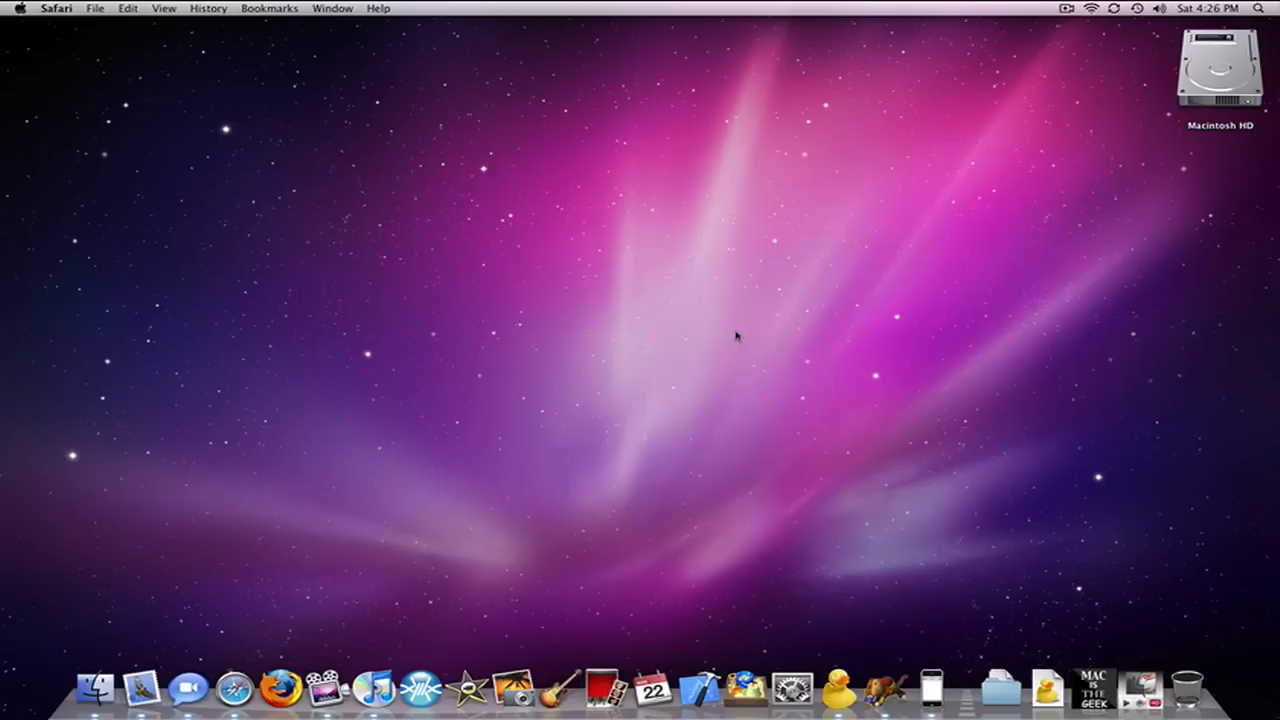 Safari File Edit View History Bookmarks Window Help Sat 4:26 PM
Macintosh HD
22
MAC
IS THE
GEEK